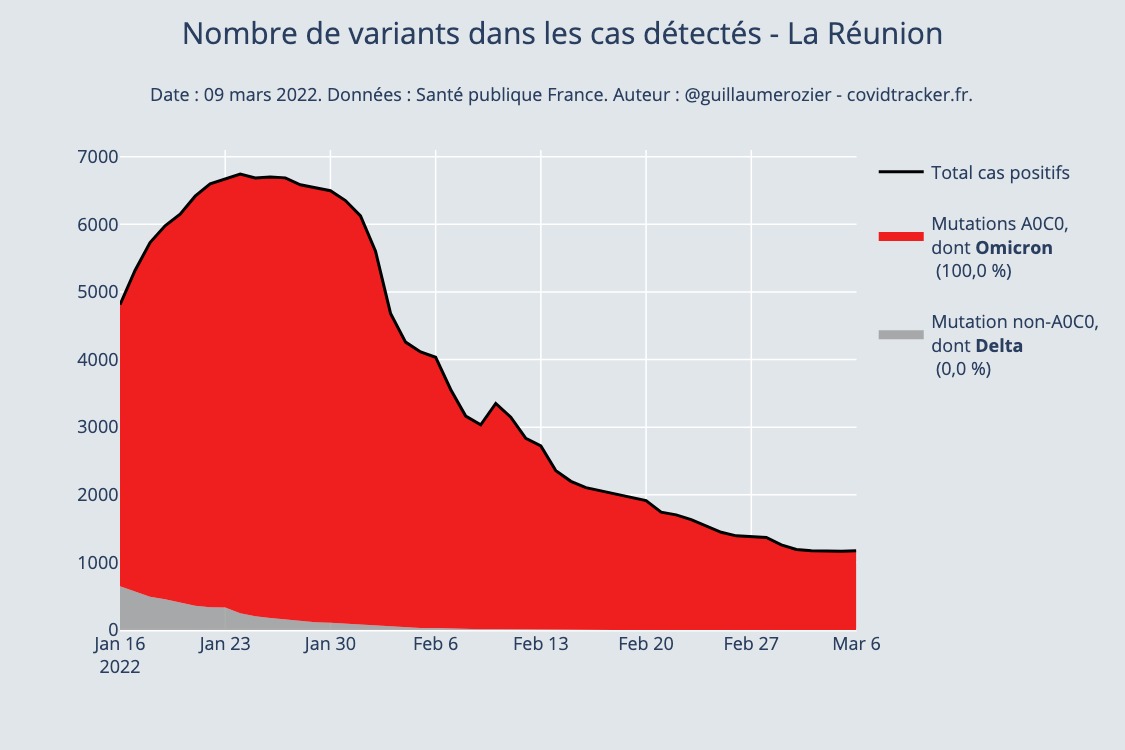 Nombre de variants dans les cas détectés - La Réunion
Date : 09 mars 2022. Données : Santé publique France. Auteur : @guillaumerozier - covidtracker.fr.
7000
6000
5000
4000
3000
2000
1000
0
Jan 16
2022
Jan 23
Jan 30
Feb 6
Feb 13
Feb 20
Feb 27
Mar 6
Total cas positifs
Mutations A0C0,
dont Omicron
(100,0 %)
Mutation non-A0C0,
dont Delta
(0,0 %)